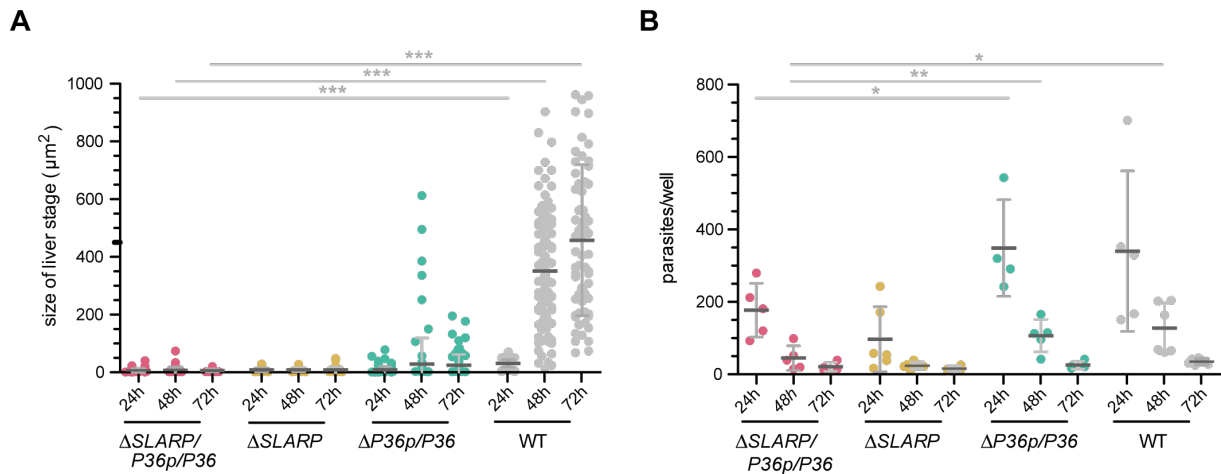 A
***
***
***
size of liver stage (µm²)
1000
800
600
400
200
0
24h 48h 72h 24h 48h 72h 24h 48h 72h 24h 48h 72h
ΔSLARP/ ΔSLARP ΔP36p/P36 WT
P36p/P36
B
*
**
*
parasites/well
800
600
400
200
0
24h 48h 72h 24h 48h 72h 24h 48h 72h 24h 48h 72h
ΔSLARP/ ΔSLARP ΔP36p/P36 WT
P36p/P36